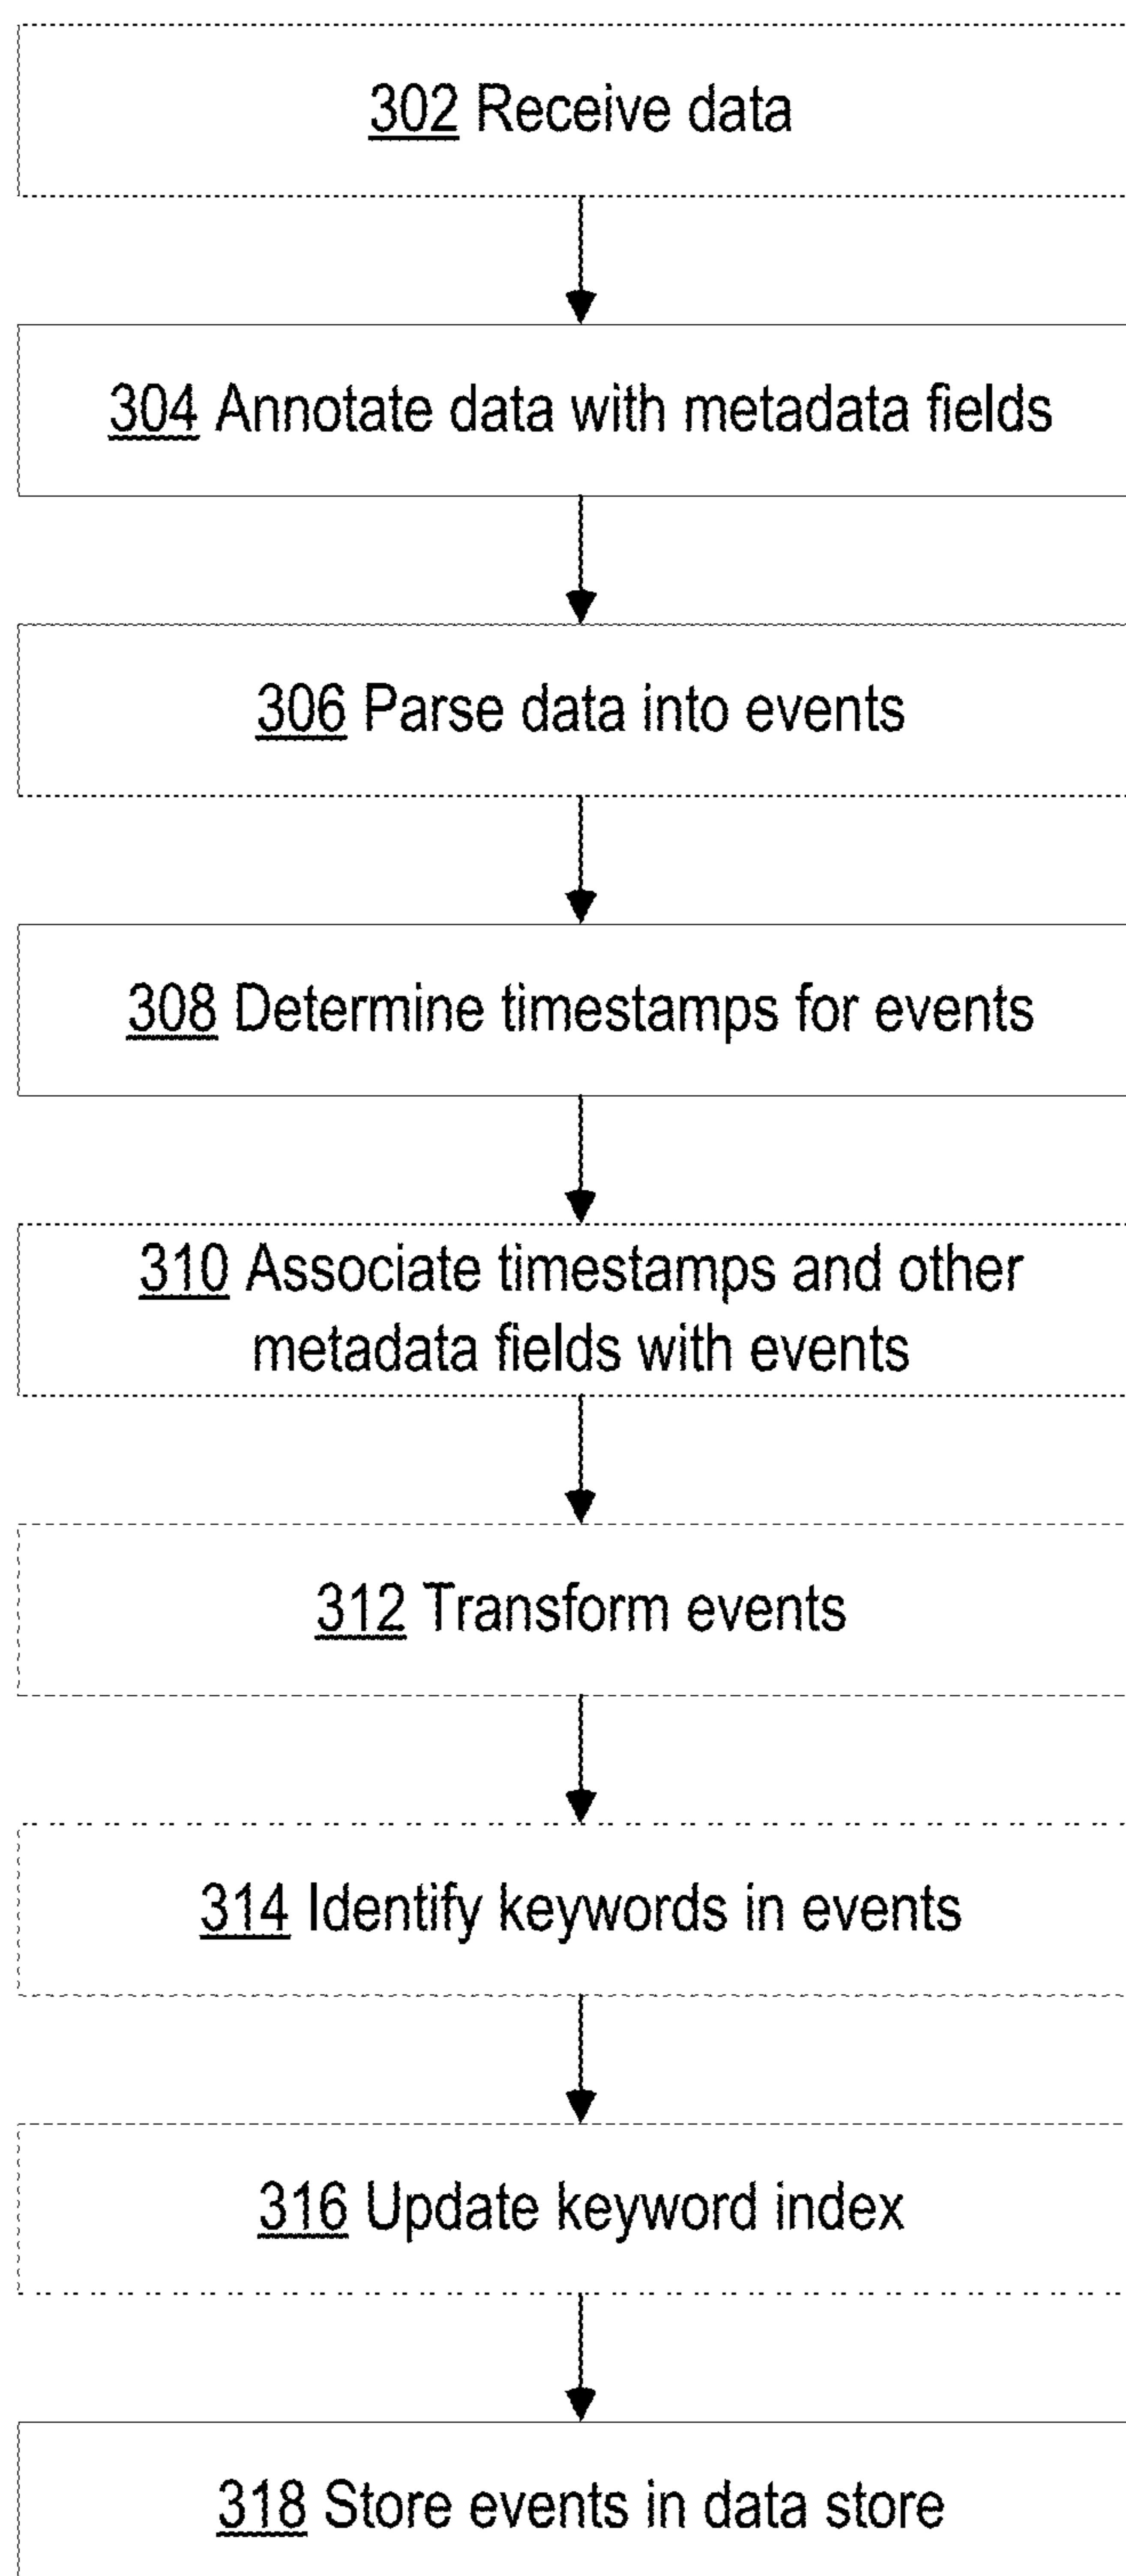 302 Receive data
304 Annotate data with metadata fields
306 Parse data into events
308 Determine timestamps for events
310 Associate timestamps and other
metadata fields with events
312 Transform events
314 Identify keywords in events
316 Update keyword index
318 Store events in data store